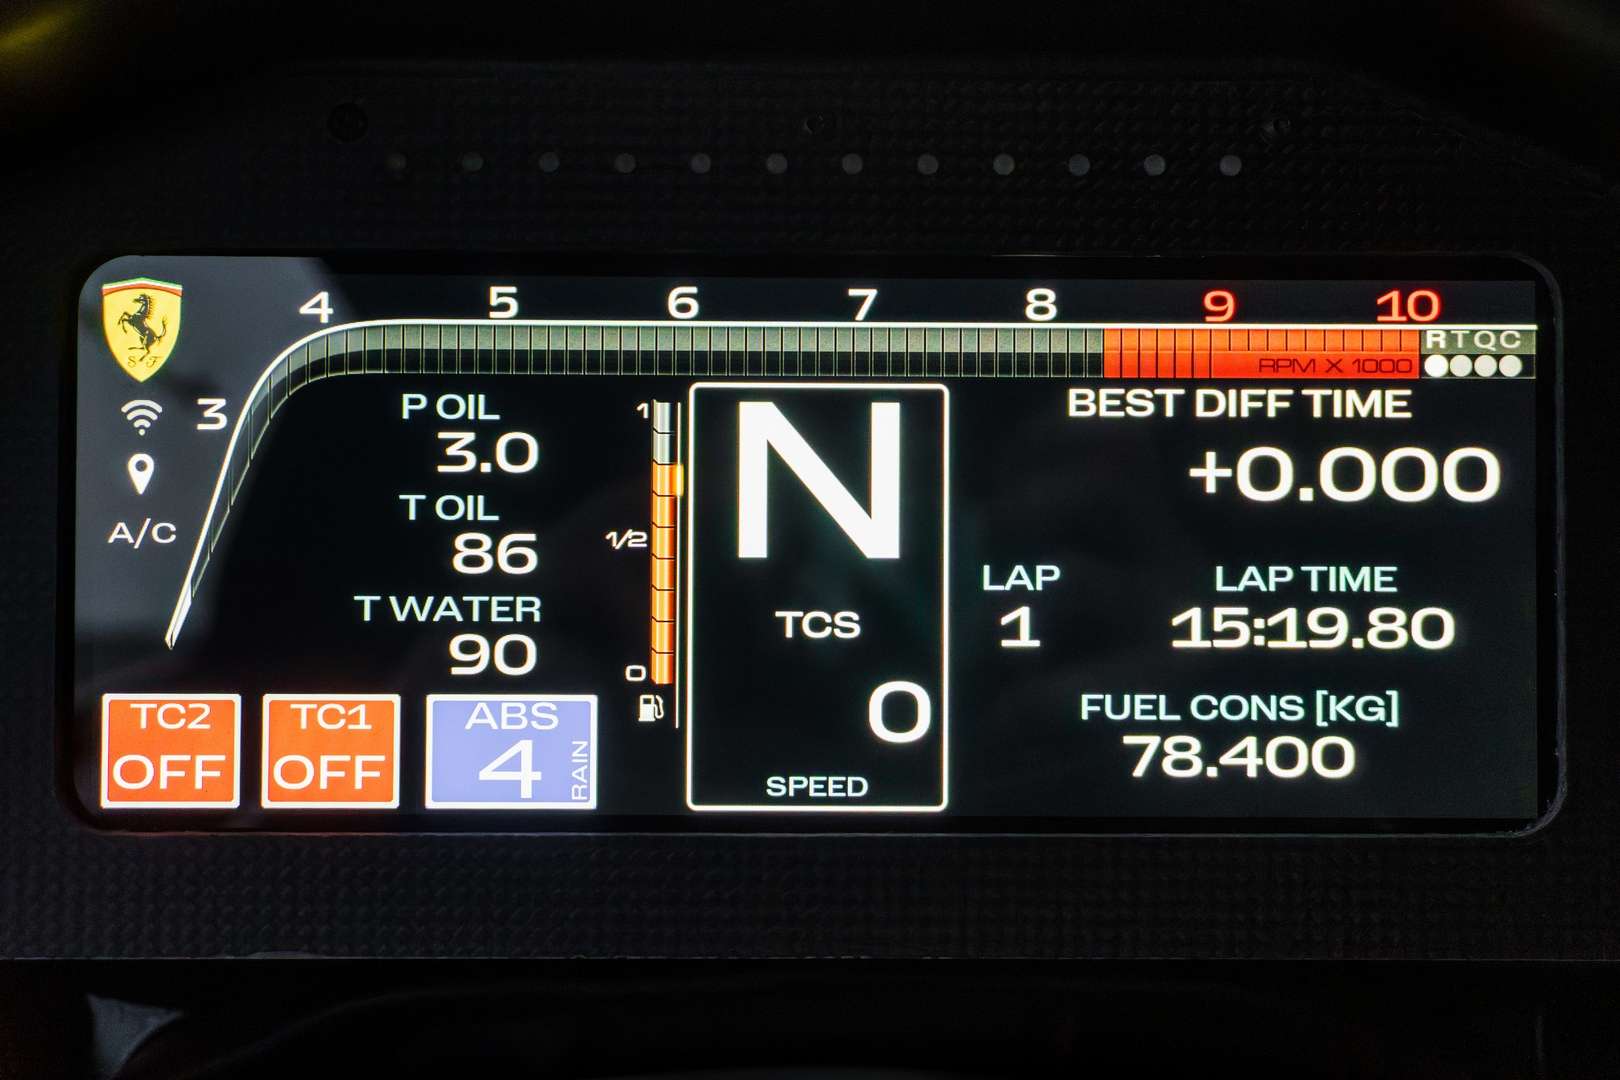 4 5 6 7 8 9 10
RTQC
RPM X 1000
3
S F
A/C
P OIL
3.0
T OIL
86
T WATER
90
1
1/2
0
N
TCS
0
SPEED
BEST DIFF TIME
+0.000
LAP
1
LAP TIME
15:19.80
FUEL CONS [KG]
78.400
TC2
OFF
TC1
OFF
ABS
4
RAIN